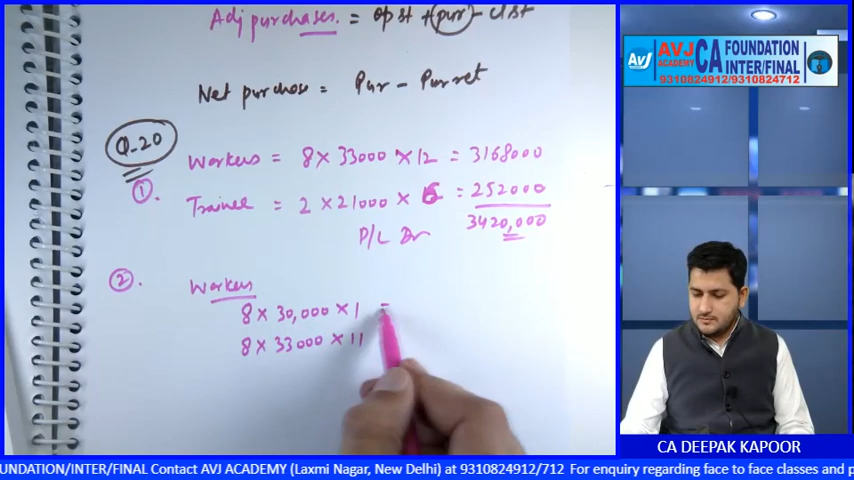 Adj purchases = op st + (pur) - cl st
Net purchase = Pur - Pur ret
Q.20
Workers = 8 × 33000 × 12 = 3168000
①. Trainee = 2 × 21000 × 6 = 252000
3420,000
P/L Dr
②. Workers
8 × 30,000 × 1 =
8 × 33000 × 11
AVJ
AVJ ACADEMY
CA FOUNDATION
INTER/FINAL
9310824912/9310824712
CA DEEPAK KAPOOR
FOUNDATION/INTER/FINAL Contact AVJ ACADEMY (Laxmi Nagar, New Delhi) at 9310824912/712 For enquiry regarding face to face classes and p